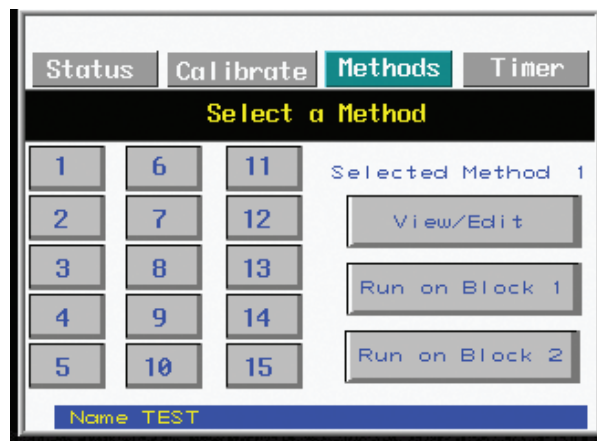 Status Calibrate Methods Timer
Select a Method
1 6 11 Selected Method 1
2 7 12 View/Edit
3 8 13 Run on Block 1
4 9 14
5 10 15 Run on Block 2
Name TEST